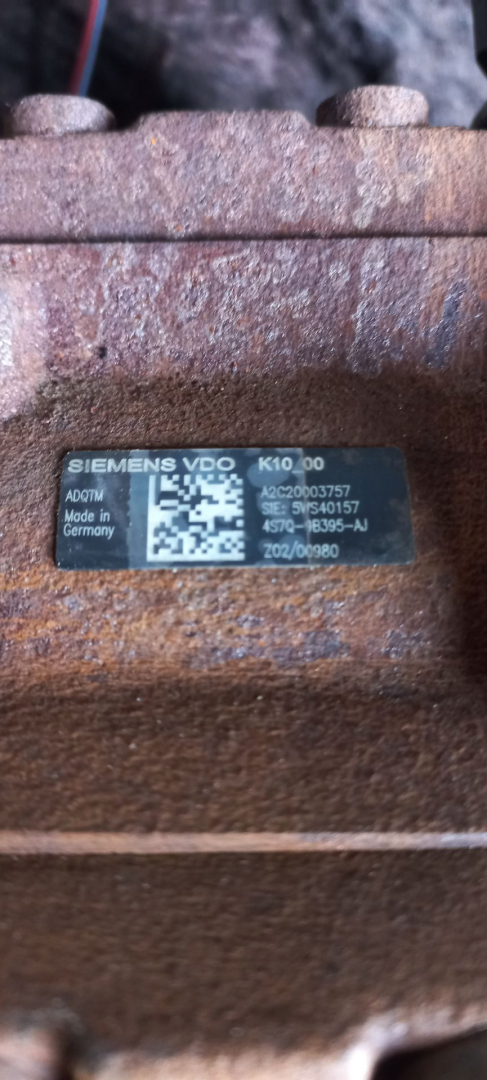 SIEMENS VDO K10_00
ADQTM
Made in
Germany
A2C20003757
SIE: 5WS40157
4S7Q-9B395-AJ
Z02/00980